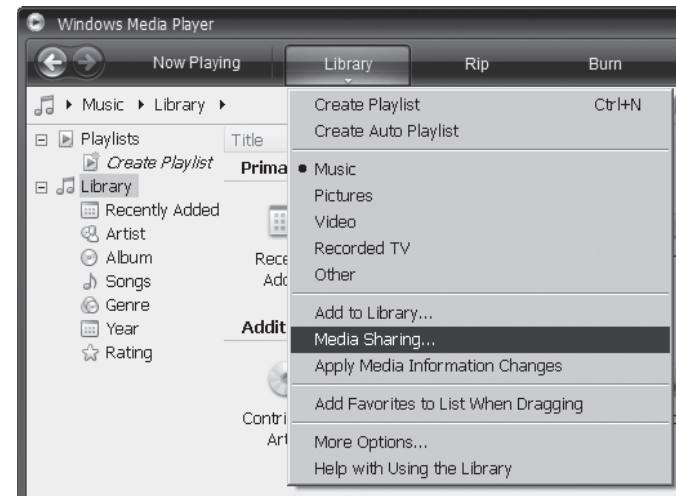 Windows Media Player
Now Playing Library Rip Burn
Music Library
Playlists
Create Playlist
Library
Recently Added
Artist
Album
Songs
Genre
Year
Rating
Title
Prima
Rece
Add
Addit
Contri
Art
Create Playlist Ctrl+N
Create Auto Playlist
Music
Pictures
Video
Recorded TV
Other
Add to Library...
Media Sharing...
Apply Media Information Changes
Add Favorites to List When Dragging
More Options...
Help with Using the Library